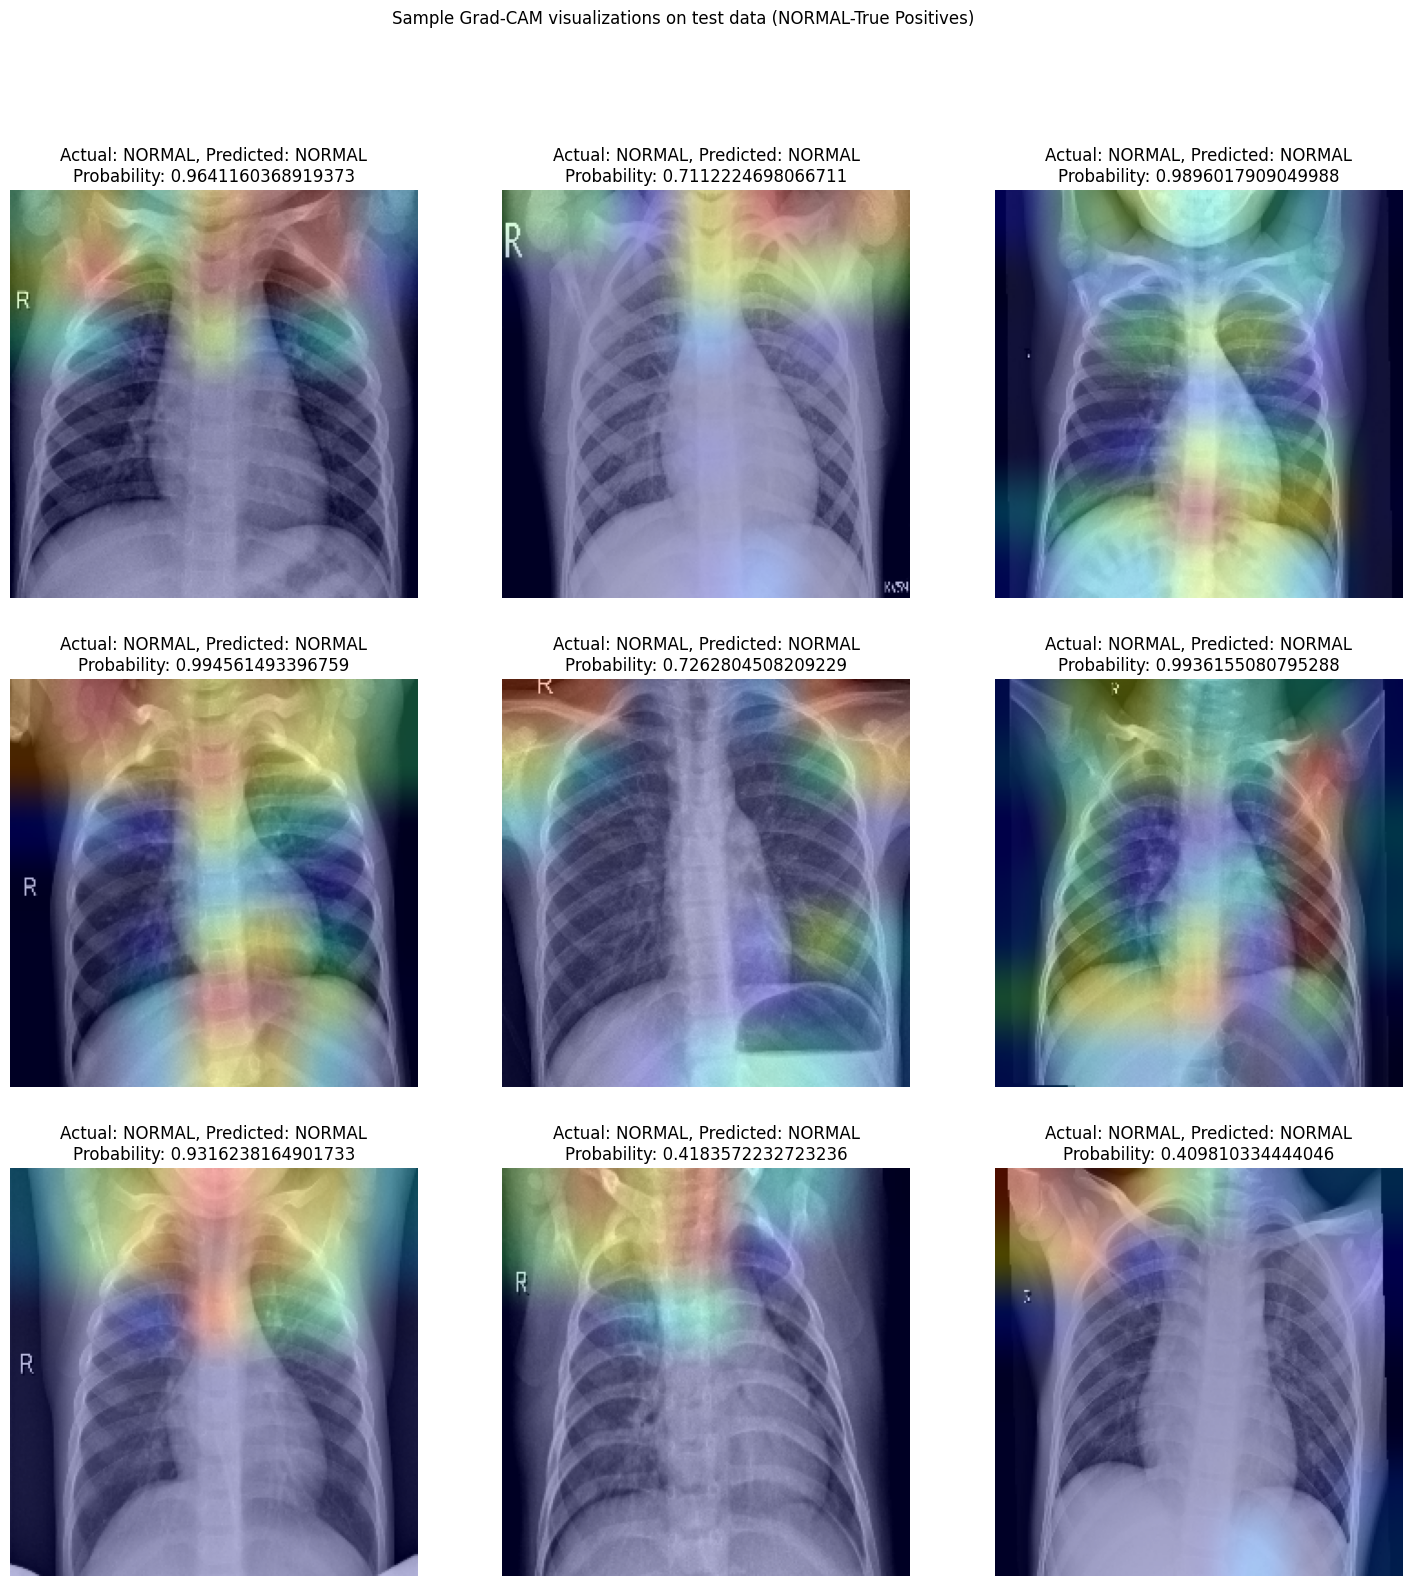 Sample Grad-CAM visualizations on test data (NORMAL-True Positives)
Actual: NORMAL, Predicted: NORMAL
Probability: 0.9641160368919373
Actual: NORMAL, Predicted: NORMAL
Probability: 0.7112224698066711
Actual: NORMAL, Predicted: NORMAL
Probability: 0.9896017909049988
R
R
Actual: NORMAL, Predicted: NORMAL
Probability: 0.994561493396759
Actual: NORMAL, Predicted: NORMAL
Probability: 0.7262804508209229
Actual: NORMAL, Predicted: NORMAL
Probability: 0.9936155080795288
R
R
R
Actual: NORMAL, Predicted: NORMAL
Probability: 0.9316238164901733
Actual: NORMAL, Predicted: NORMAL
Probability: 0.4183572232723236
Actual: NORMAL, Predicted: NORMAL
Probability: 0.409810334444046
R
R